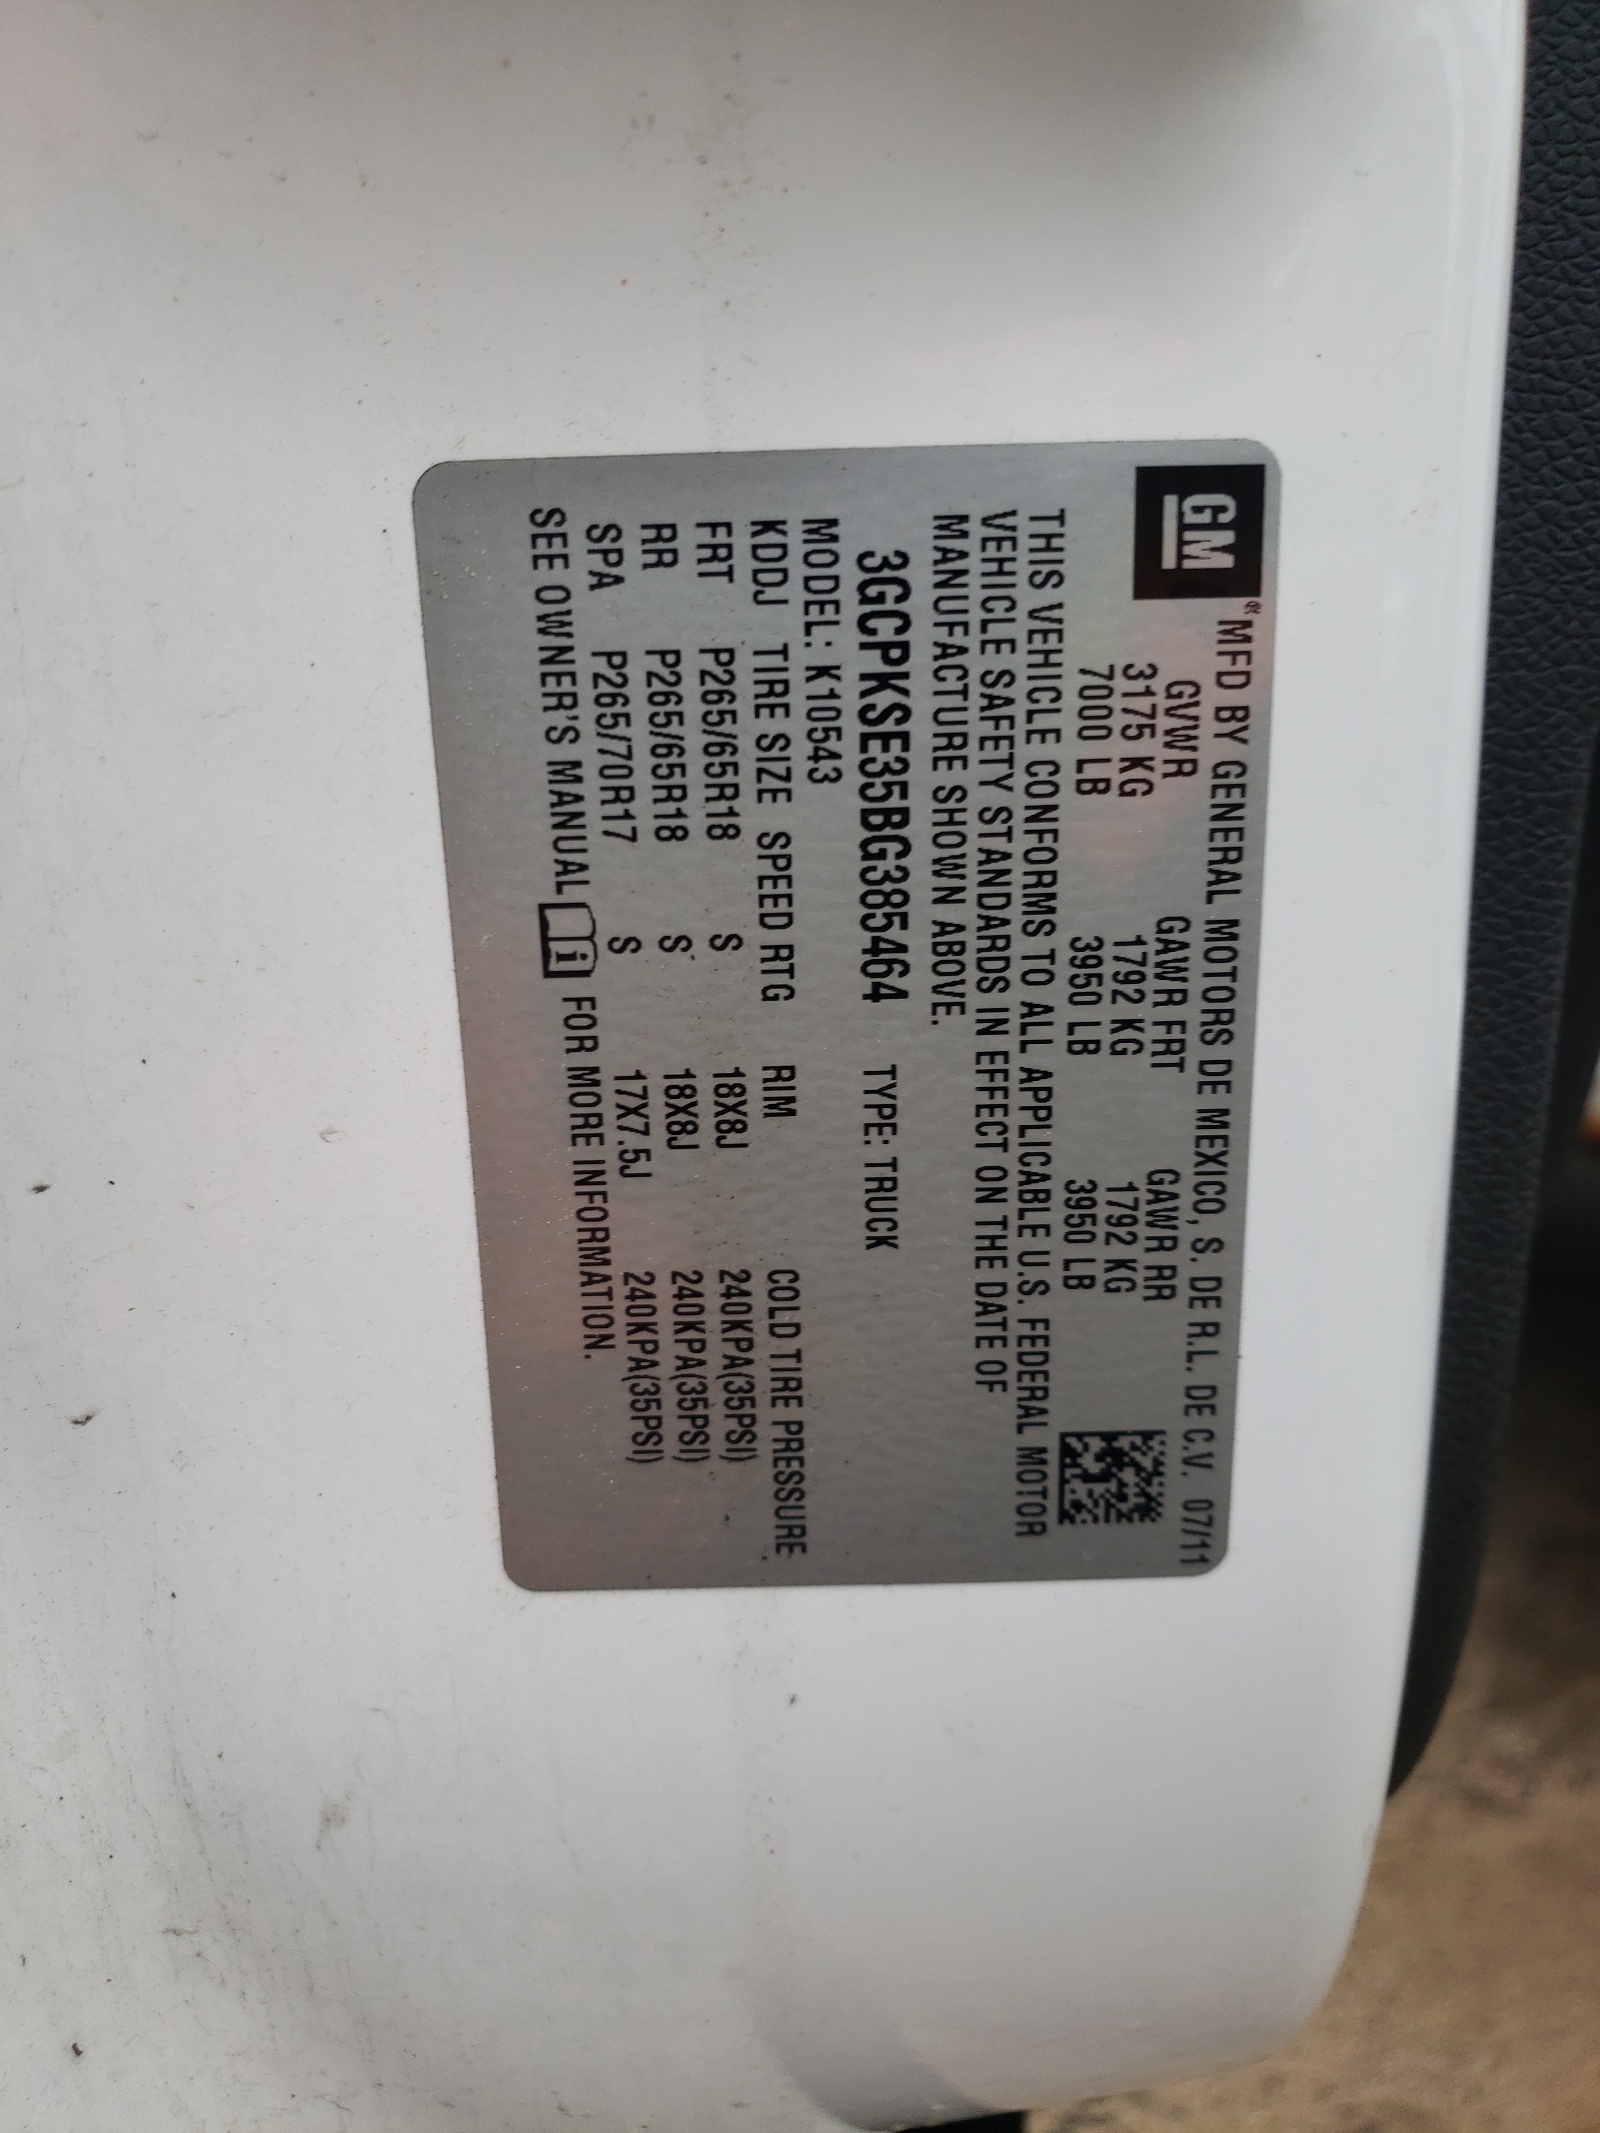 GM® MFD BY GENERAL MOTORS DE MEXICO, S. DE R.L. DE C.V. 07/11
GVWR GAWR FRT GAWR RR
3175 KG 1792 KG 1792 KG
7000 LB 3950 LB 3950 LB
THIS VEHICLE CONFORMS TO ALL APPLICABLE U.S. FEDERAL MOTOR
VEHICLE SAFETY STANDARDS IN EFFECT ON THE DATE OF
MANUFACTURE SHOWN ABOVE.
3GCPKSE35BG385464 TYPE: TRUCK
MODEL: K10543
KDDJ TIRE SIZE SPEED RTG RIM COLD TIRE PRESSURE
FRT P265/65R18 S 18X8J 240KPA(35PSI)
RR P265/65R18 S 18X8J 240KPA(35PSI)
SPA P265/70R17 S 17X7.5J 240KPA(35PSI)
SEE OWNER'S MANUAL i FOR MORE INFORMATION.